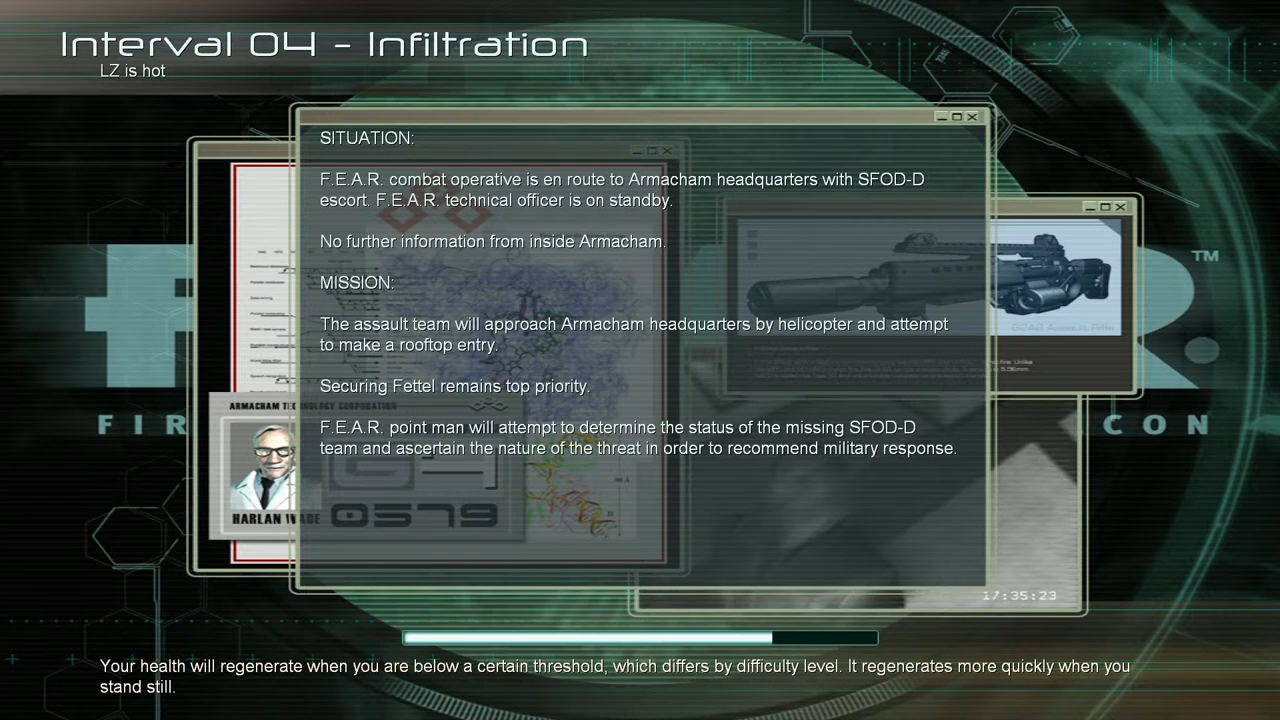 Interval 04 - Infiltration
LZ is hot
SITUATION:
F.E.A.R. combat operative is en route to Armacham headquarters with SFOD-D
escort. F.E.A.R. technical officer is on standby.
No further information from inside Armacham.
MISSION:
The assault team will approach Armacham headquarters by helicopter and attempt
to make a rooftop entry.
Securing Fettel remains top priority.
F.E.A.R. point man will attempt to determine the status of the missing SFOD-D
team and ascertain the nature of the threat in order to recommend military response.
ARMACHAM TECHNOLOGY CORPORATION
HARLAN WADE
0579
G2A2 Assault Rifle
TM
FIR
CON
17:35:23
Your health will regenerate when you are below a certain threshold, which differs by difficulty level. It regenerates more quickly when you
stand still.